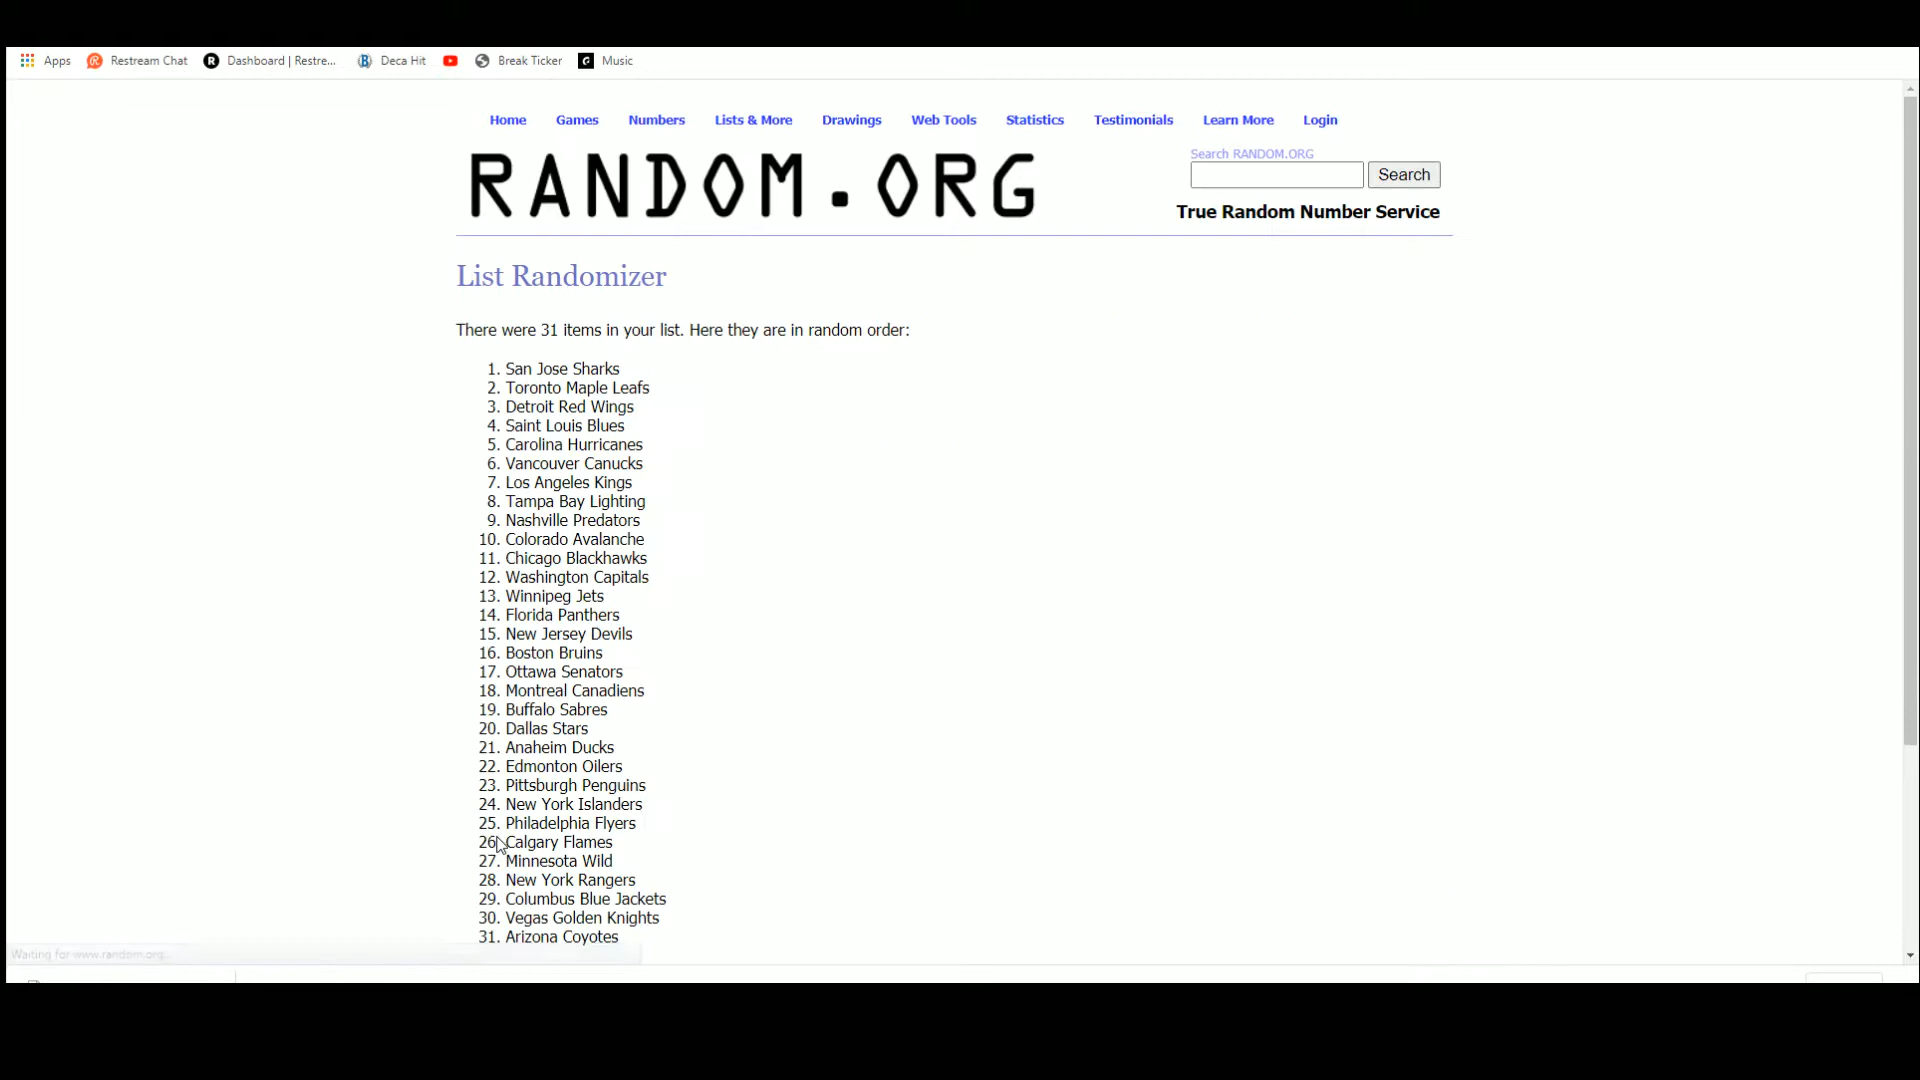 Apps Restream Chat Dashboard | Restre... Deca Hit Break Ticker Music
Home Games Numbers Lists & More Drawings Web Tools Statistics Testimonials Learn More Login
RANDOM.ORG
Search RANDOM.ORG
Search
True Random Number Service
List Randomizer
There were 31 items in your list. Here they are in random order:
1. San Jose Sharks
2. Toronto Maple Leafs
3. Detroit Red Wings
4. Saint Louis Blues
5. Carolina Hurricanes
6. Vancouver Canucks
7. Los Angeles Kings
8. Tampa Bay Lighting
9. Nashville Predators
10. Colorado Avalanche
11. Chicago Blackhawks
12. Washington Capitals
13. Winnipeg Jets
14. Florida Panthers
15. New Jersey Devils
16. Boston Bruins
17. Ottawa Senators
18. Montreal Canadiens
19. Buffalo Sabres
20. Dallas Stars
21. Anaheim Ducks
22. Edmonton Oilers
23. Pittsburgh Penguins
24. New York Islanders
25. Philadelphia Flyers
26. Calgary Flames
27. Minnesota Wild
28. New York Rangers
29. Columbus Blue Jackets
30. Vegas Golden Knights
31. Arizona Coyotes
Waiting for www.random.org...